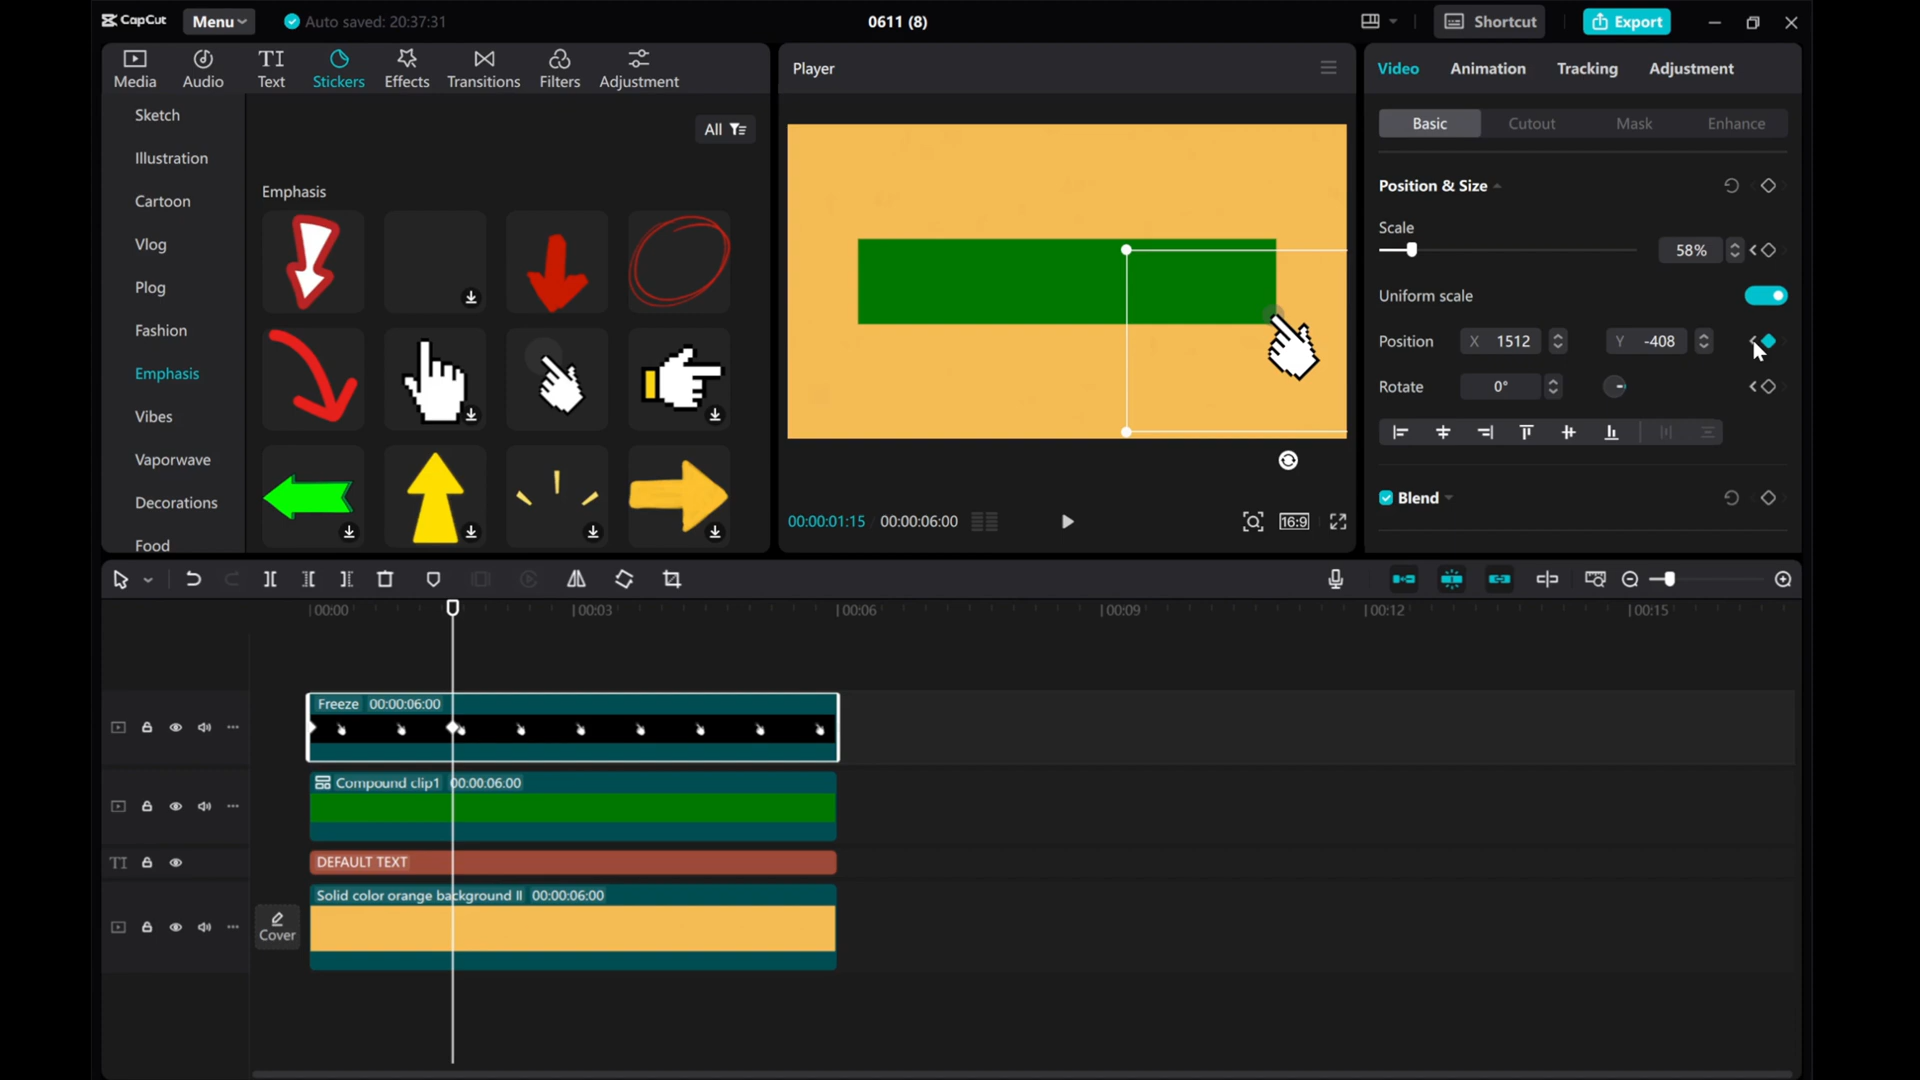 CapCut
Menu
Auto saved: 20:37:31
0611 (8)
Shortcut
Export
Media
Audio
TI
Text
Stickers
Effects
Transitions
Filters
Adjustment
Player
Video
Animation
Tracking
Adjustment
Sketch
Illustration
Cartoon
Vlog
Plog
Fashion
Emphasis
Vibes
Vaporwave
Decorations
Food
All
Emphasis
00:00:01:15
00:00:06:00
16:9
Basic
Cutout
Mask
Enhance
Position & Size
Scale
58%
Uniform scale
Position
X 1512
Y -408
Rotate
0°
Blend
00:00
00:03
00:06
00:09
00:12
00:15
Freeze 00:00:06:00
Compound clip1 00:00:06:00
TI
DEFAULT TEXT
Solid color orange background II 00:00:06:00
Cover